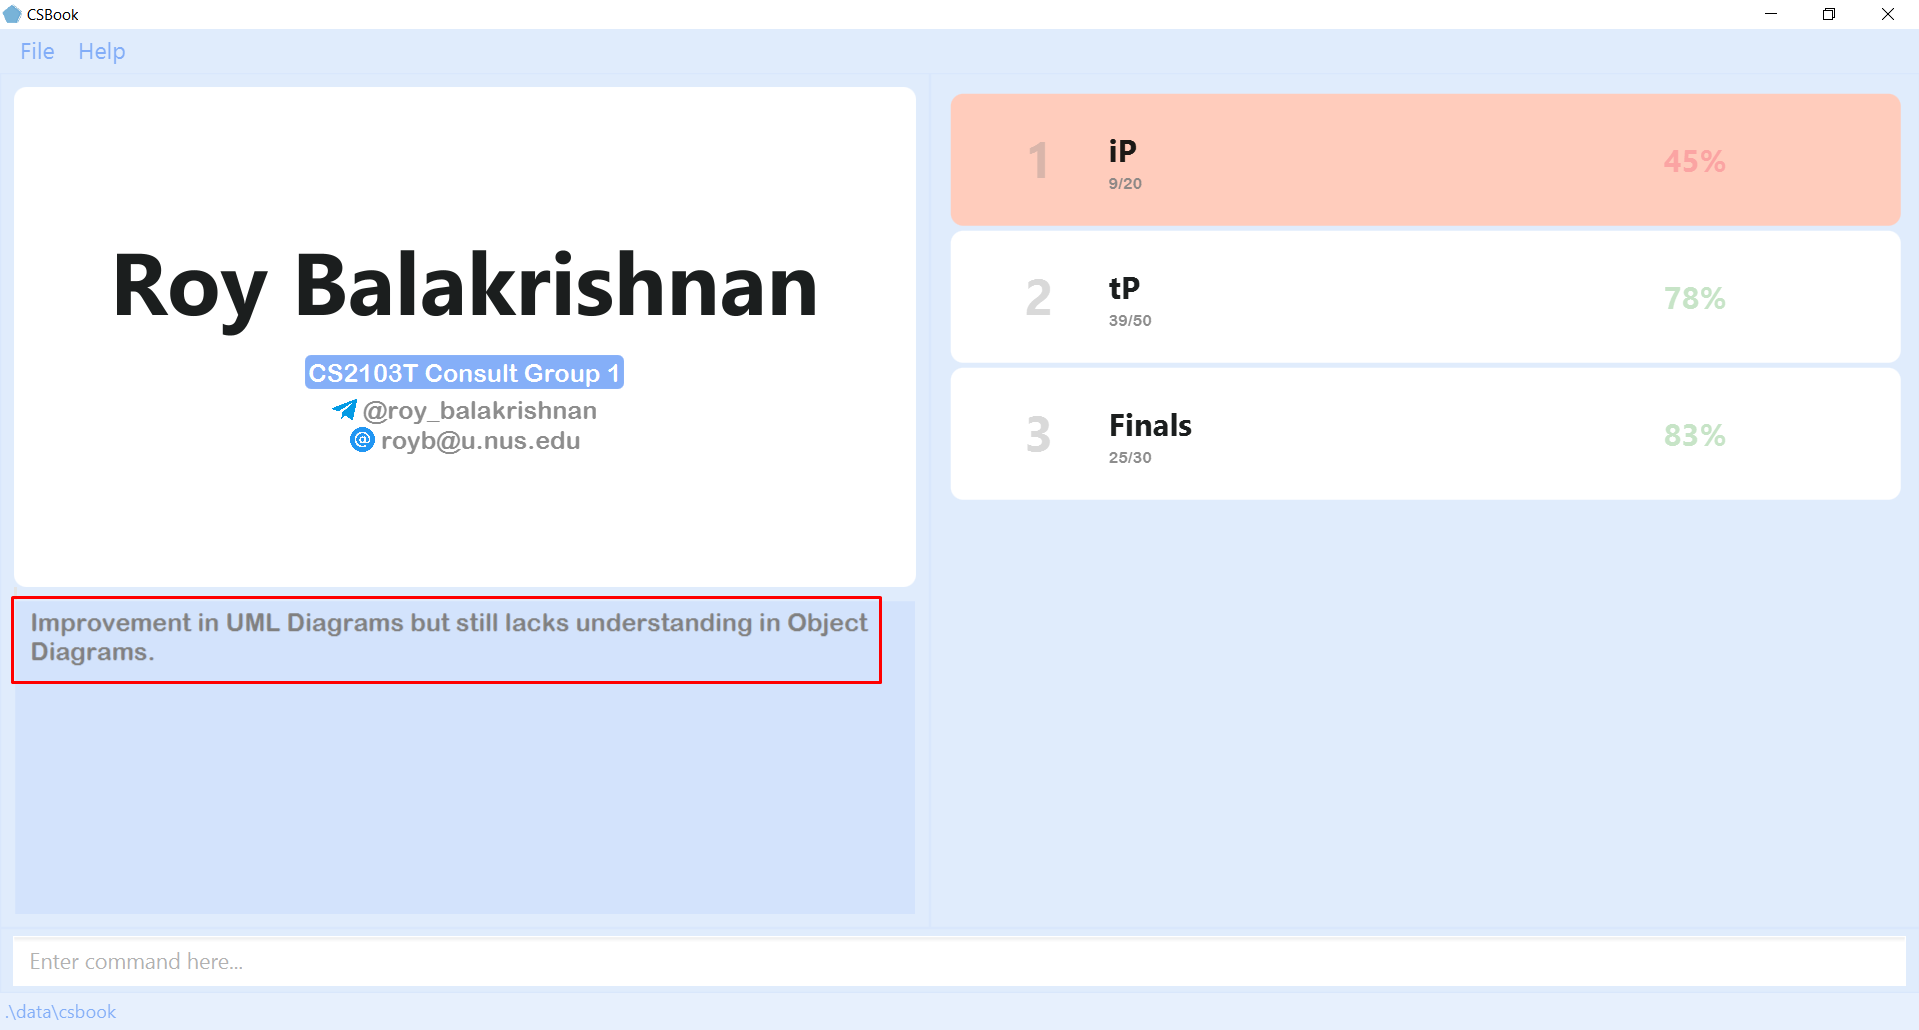 CSBook
File Help
Roy Balakrishnan
CS2103T Consult Group 1
@roy_balakrishnan
@ royb@u.nus.edu
Improvement in UML Diagrams but still lacks understanding in Object
Diagrams.
1 iP 45%
9/20
2 tP 78%
39/50
3 Finals 83%
25/30
Enter command here...
.\data\csbook